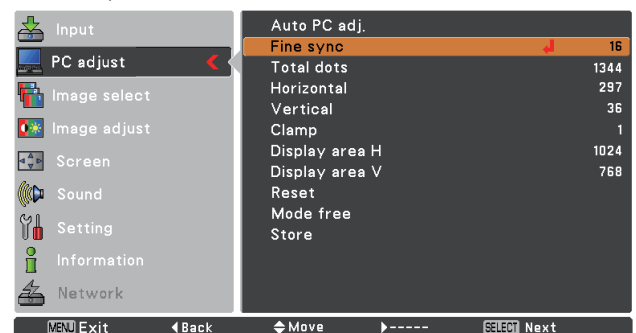 Input
PC adjust
Image select
Image adjust
Screen
Sound
Setting
Information
Network
Auto PC adj.
Fine sync 16
Total dots 1344
Horizontal 297
Vertical 36
Clamp 1
Display area H 1024
Display area V 768
Reset
Mode free
Store
MENU Exit Back Move ----- SELECT Next